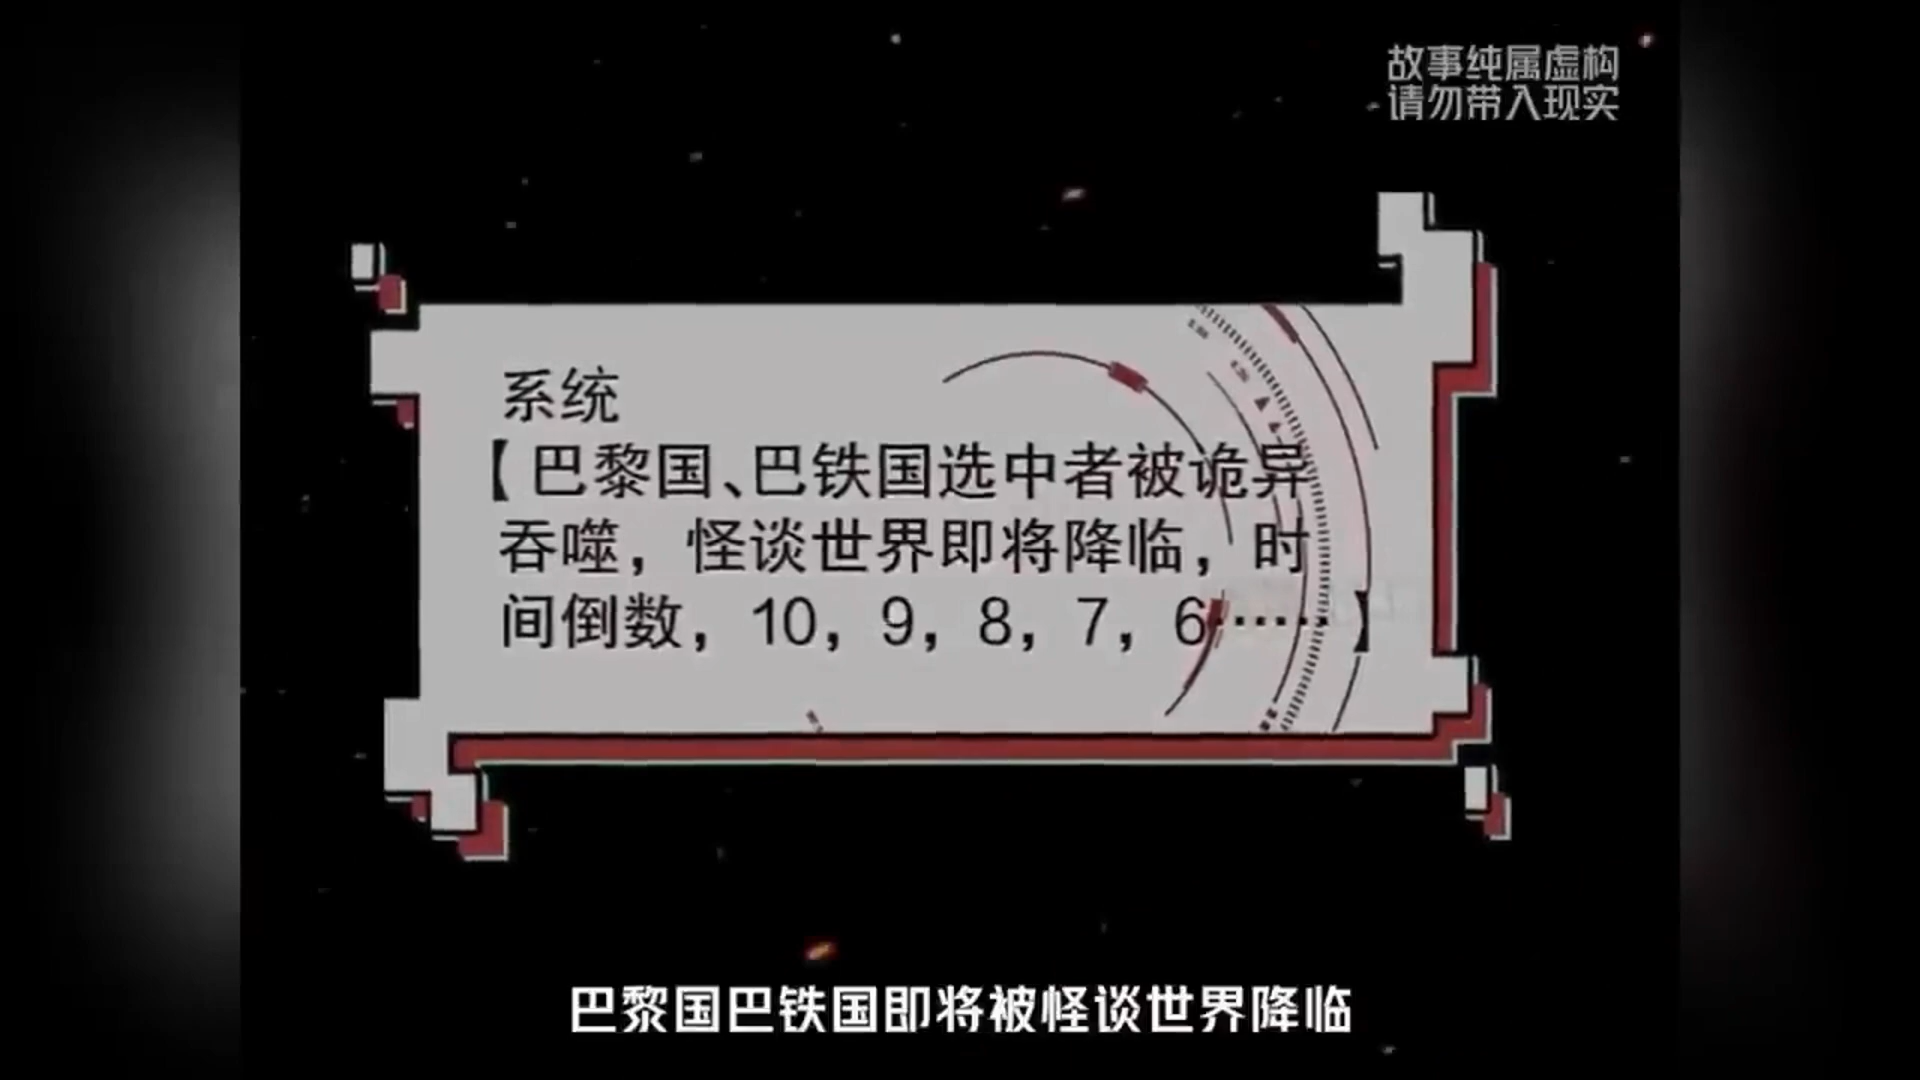 故事纯属虚构
请勿带入现实
系统
【巴黎国、巴铁国选中者被诡异
吞噬，怪谈世界即将降临，时
间倒数，10，9，8，7，6……】
巴黎国巴铁国即将被怪谈世界降临